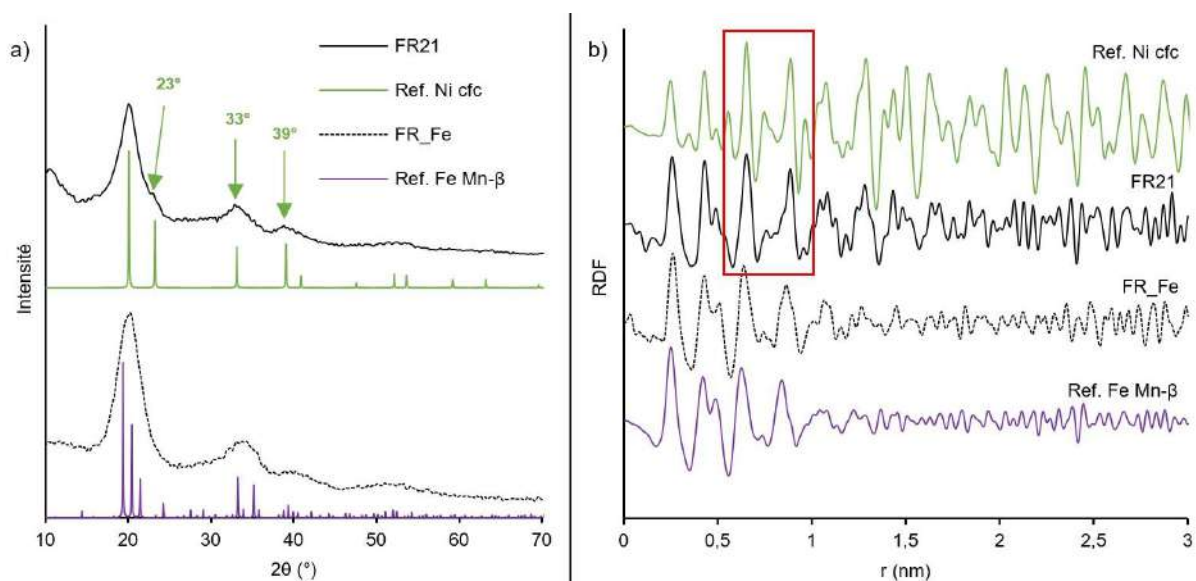 a)
FR21
Ref. Ni cfc
FR_Fe
Ref. Fe Mn-β
23°
33°
39°
Intensité
10 20 30 40 50 60 70
2θ (°)
b)
Ref. Ni cfc
FR21
FR_Fe
Ref. Fe Mn-β
RDF
0 0,5 1 1,5 2 2,5 3
r (nm)